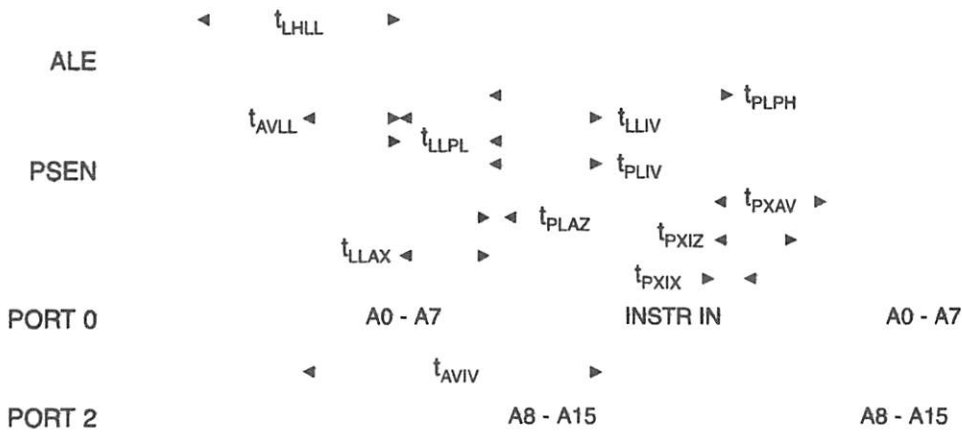 tLHLL
ALE
tPLPH
tAVLL
tLLIV
tLLPL
PSEN
tPLIV
tPXAV
tPLAZ
tPXIZ
tLLAX
tPXIX
PORT 0
A0 - A7
INSTR IN
A0 - A7
tAVIV
PORT 2
A8 - A15
A8 - A15